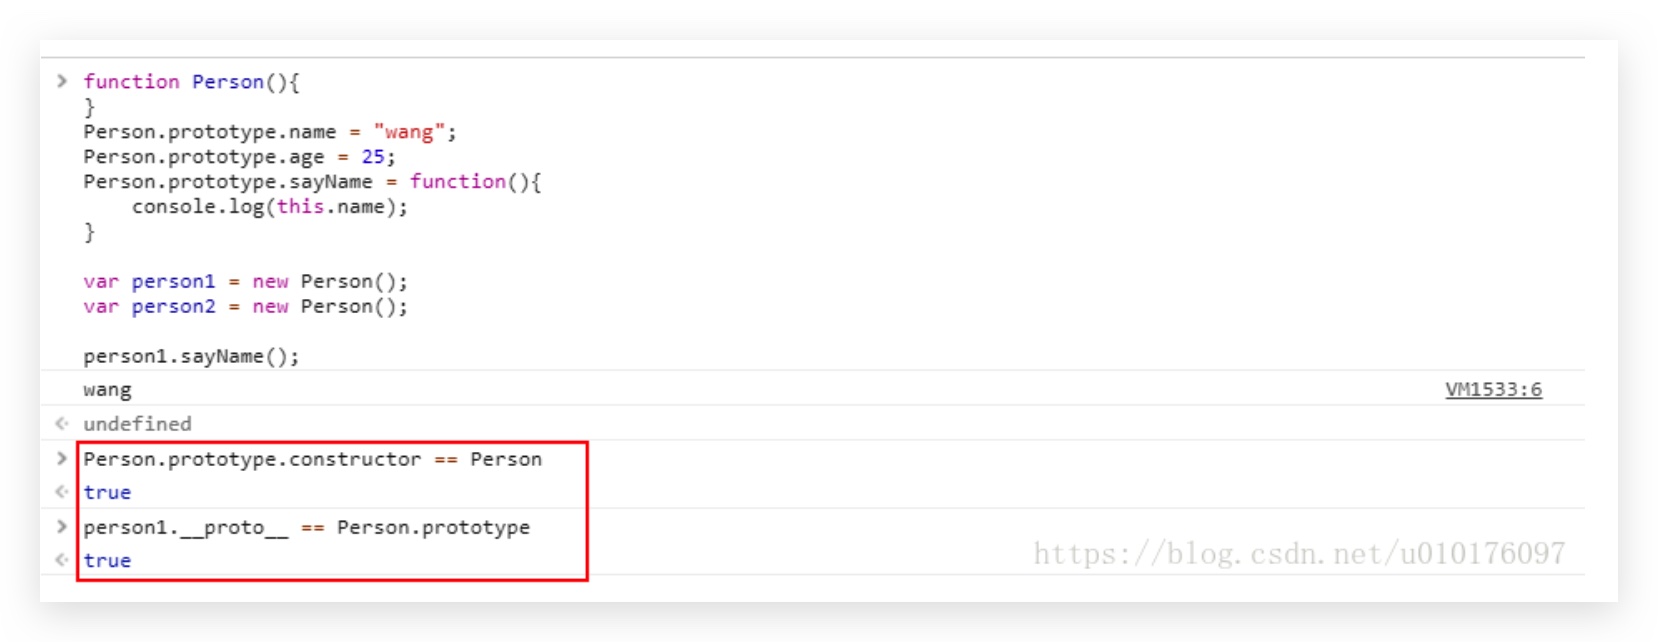 > function Person(){
}
Person.prototype.name = "wang";
Person.prototype.age = 25;
Person.prototype.sayName = function(){
    console.log(this.name);
}
var person1 = new Person();
var person2 = new Person();
person1.sayName();
wang VM1533:6
undefined
> Person.prototype.constructor == Person
true
> person1.__proto__ == Person.prototype
true
https://blog.csdn.net/u010176097